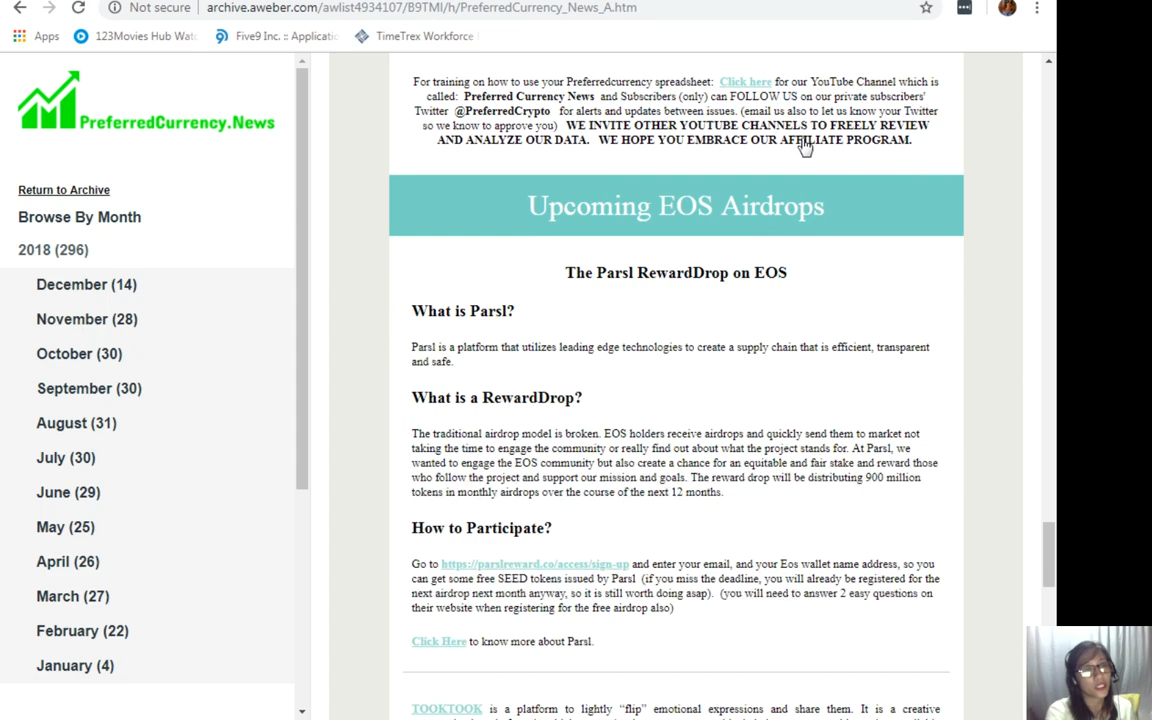 Not secure archive.aweber.com/awlist4934107/B9TMI/h/PreferredCurrency_News_A.htm
Apps 123Movies Hub Watc Five9 Inc. :: Applicatio TimeTrex Workforce
PreferredCurrency.News
Return to Archive
Browse By Month
2018 (296)
December (14)
November (28)
October (30)
September (30)
August (31)
July (30)
June (29)
May (25)
April (26)
March (27)
February (22)
January (4)
For training on how to use your Preferredcurrency spreadsheet: Click here for our YouTube Channel which is
called: Preferred Currency News and Subscribers (only) can FOLLOW US on our private subscribers'
Twitter @PreferredCrypto for alerts and updates between issues. (email us also to let us know your Twitter
so we know to approve you) WE INVITE OTHER YOUTUBE CHANNELS TO FREELY REVIEW
AND ANALYZE OUR DATA. WE HOPE YOU EMBRACE OUR AFFILIATE PROGRAM.
Upcoming EOS Airdrops
The Parsl RewardDrop on EOS
What is Parsl?
Parsl is a platform that utilizes leading edge technologies to create a supply chain that is efficient, transparent
and safe.
What is a RewardDrop?
The traditional airdrop model is broken. EOS holders receive airdrops and quickly send them to market not
taking the time to engage the community or really find out about what the project stands for. At Parsl, we
wanted to engage the EOS community but also create a chance for an equitable and fair stake and reward those
who follow the project and support our mission and goals. The reward drop will be distributing 900 million
tokens in monthly airdrops over the course of the next 12 months.
How to Participate?
Go to https://parslreward.co/access/sign-up and enter your email, and your Eos wallet name address, so you
can get some free SEED tokens issued by Parsl (if you miss the deadline, you will already be registered for the
next airdrop next month anyway, so it is still worth doing asap). (you will need to answer 2 easy questions on
their website when registering for the free airdrop also)
Click Here to know more about Parsl.
TOOKTOOK is a platform to lightly “flip” emotional expressions and share them. It is a creative